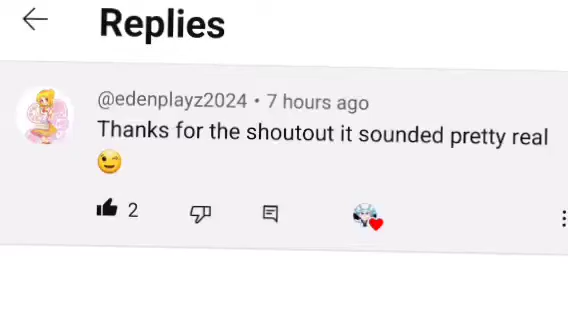 Replies
@edenplayz2024 • 7 hours ago
Thanks for the shoutout it sounded pretty real
😉
2